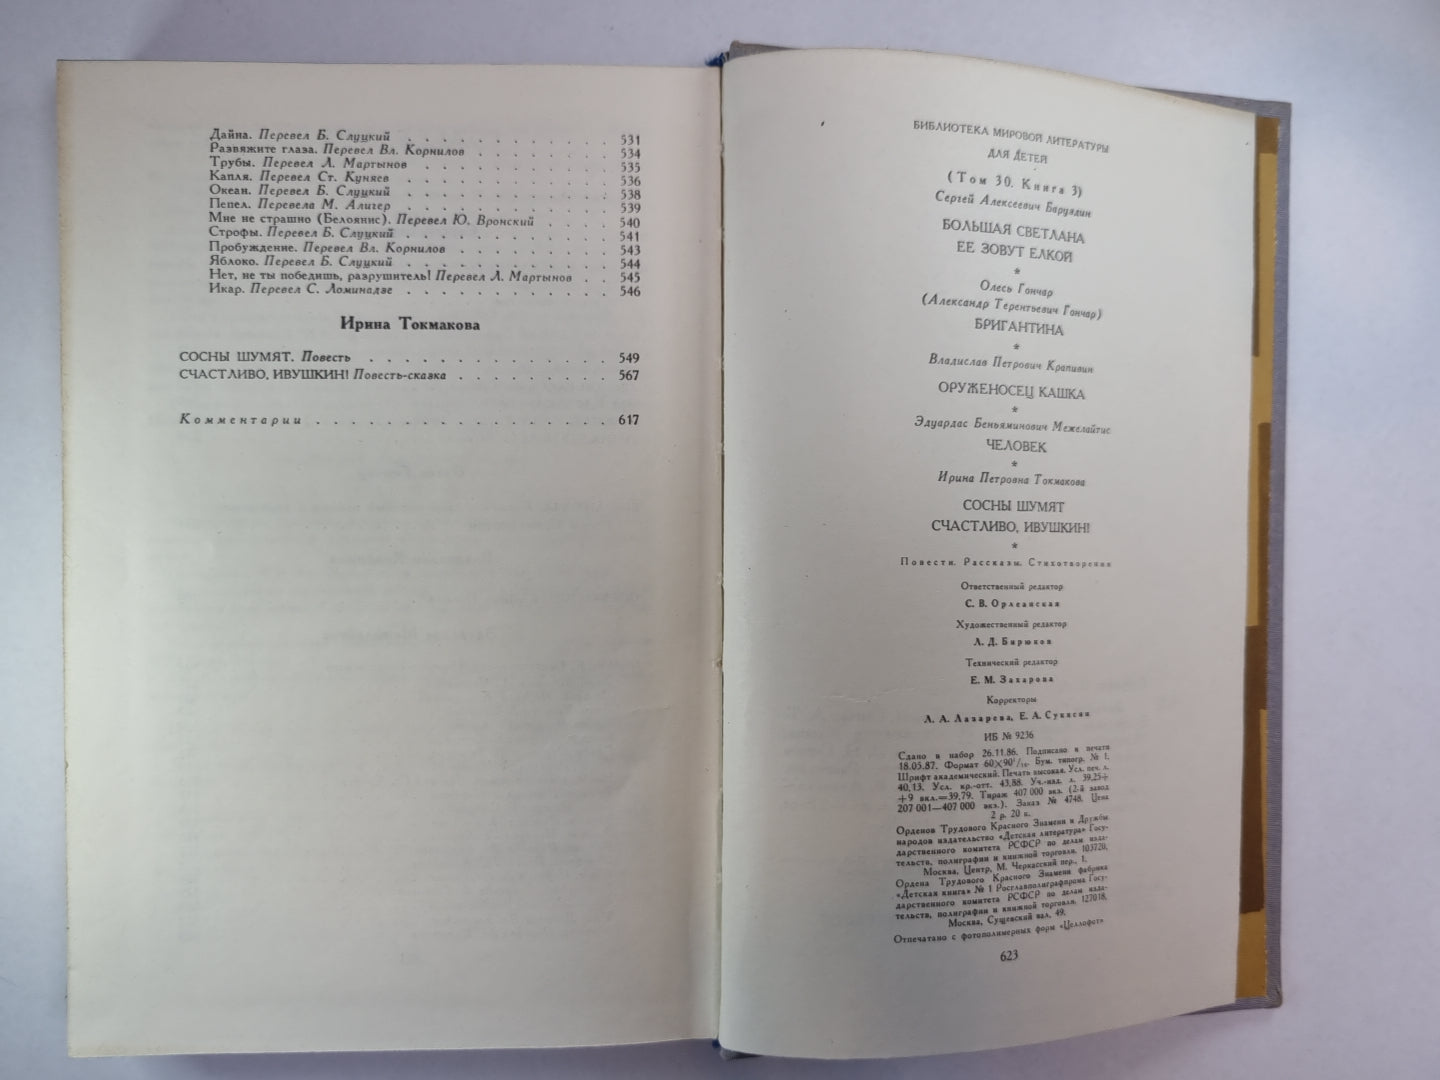 Дайна. Перевел Б. Слуцкий . . . . . . . . . . 531
Развяжите глаза. Перевел Вл. Корнилов . . . . . . . 534
Трубы. Перевел Л. Мартынов . . . . . . . . . 535
Капля. Перевел Ст. Куняев . . . . . . . . . . 536
Океан. Перевел Б. Слуцкий . . . . . . . . . . 538
Пепел. Перевела М. Алигер . . . . . . . . . 539
Мне не страшно (Белоянис). Перевел Ю. Вронский . . . . 540
Строфы. Перевел Б. Слуцкий . . . . . . . . . . 541
Пробуждение. Перевел Вл. Корнилов . . . . . . . . 543
Яблоко. Перевел Б. Слуцкий . . . . . . . . . . 544
Нет, не ты победишь, разрушитель! Перевел Л. Мартынов . . 545
Икар. Перевел С. Ломинадзе . . . . . . . . . . 546
Ирина Токмакова
СОСНЫ ШУМЯТ. Повесть . . . . . . . . . . . . 549
СЧАСТЛИВО, ИВУШКИН! Повесть-сказка . . . . . . . . 567
Комментарии . . . . . . . . . . . . . . . 617
БИБЛИОТЕКА МИРОВОЙ ЛИТЕРАТУРЫ
ДЛЯ ДЕТЕЙ
(Том 30. Книга 3)
Сергей Алексеевич Баруздин
БОЛЬШАЯ СВЕТЛАНА
ЕЕ ЗОВУТ ЕЛКОЙ
*
Олесь Гончар
(Александр Терентьевич Гончар)
БРИГАНТИНА
*
Владислав Петрович Крапивин
ОРУЖЕНОСЕЦ КАШКА
*
Эдуардас Беньяминович Межелайтис
ЧЕЛОВЕК
*
Ирина Петровна Токмакова
СОСНЫ ШУМЯТ
СЧАСТЛИВО, ИВУШКИН!
*
Повести. Рассказы. Стихотворения
Ответственный редактор
С. В. Орлеанская
Художественный редактор
Л. Д. Бирюков
Технический редактор
Е. М. Захарова
Корректоры
Л. А. Лазарева, Е. А. Сукясян
ИБ № 9236
Сдано в набор 26.11.86. Подписано к печати
18.05.87. Формат 60×90¹/₁₆. Бум. типогр. № 1.
Шрифт академический. Печать высокая. Усл. печ. л.
40,13. Усл. кр.-отт. 43,88. Уч.-изд. л. 39,25+
+9 вкл.=39,79. Тираж 407 000 экз. (2-й завод
207 001—407 000 экз.). Заказ № 4748. Цена
2 р. 20 к.
Орденов Трудового Красного Знамени и Дружбы
народов издательство «Детская литература» Госу-
дарственного комитета РСФСР по делам изда-
тельств, полиграфии и книжной торговли. 103720,
Москва, Центр, М. Черкасский пер., 1.
Ордена Трудового Красного Знамени фабрика
«Детская книга» № 1 Росглавполиграфпрома Госу-
дарственного комитета РСФСР по делам изда-
тельств, полиграфии и книжной торговли. 127018,
Москва, Сущевский вал, 49.
Отпечатано с фотополимерных форм «Целлофот»
623